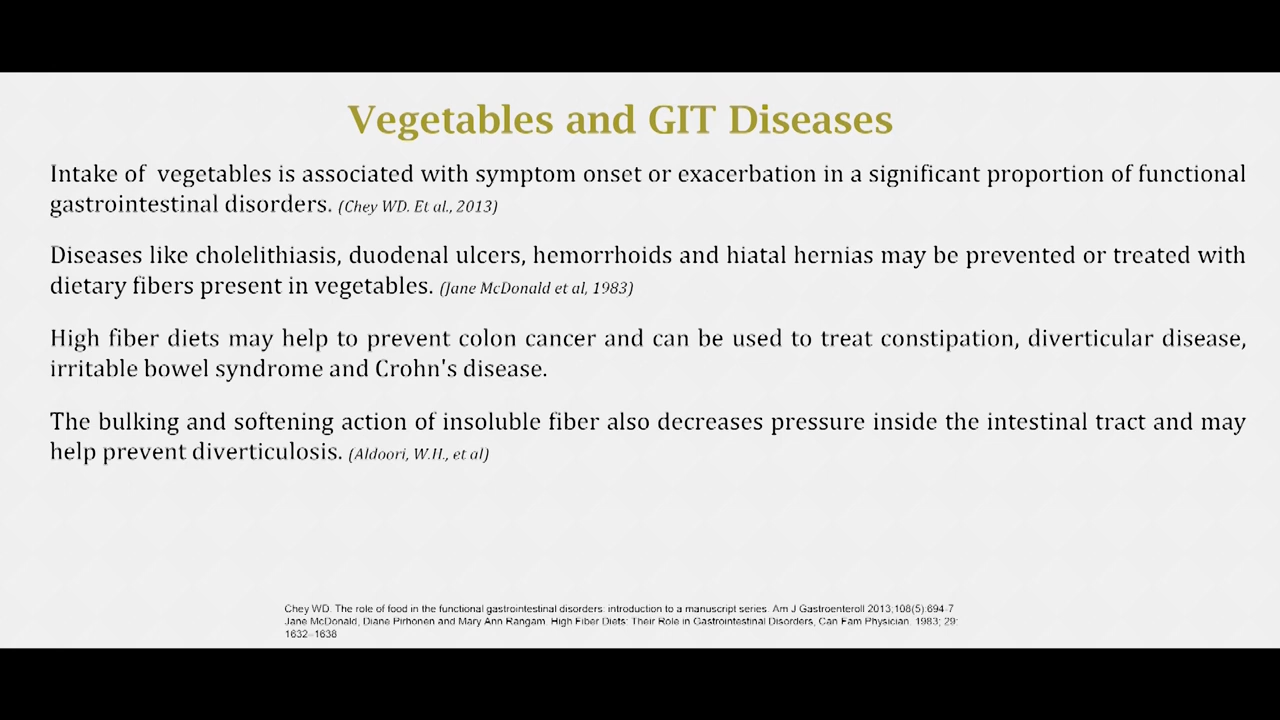 Vegetables and GIT Diseases
Intake of vegetables is associated with symptom onset or exacerbation in a significant proportion of functional
gastrointestinal disorders. (Chey WD. Et al., 2013)
Diseases like cholelithiasis, duodenal ulcers, hemorrhoids and hiatal hernias may be prevented or treated with
dietary fibers present in vegetables. (Jane McDonald et al, 1983)
High fiber diets may help to prevent colon cancer and can be used to treat constipation, diverticular disease,
irritable bowel syndrome and Crohn's disease.
The bulking and softening action of insoluble fiber also decreases pressure inside the intestinal tract and may
help prevent diverticulosis. (Aldoori, W.H., et al)
Chey WD. The role of food in the functional gastrointestinal disorders: introduction to a manuscript series. Am J Gastroenteroll 2013;108(5):694-7
Jane McDonald, Diane Pirhonen and Mary Ann Rangam. High Fiber Diets: Their Role in Gastrointestinal Disorders, Can Fam Physician. 1983; 29:
1632–1638